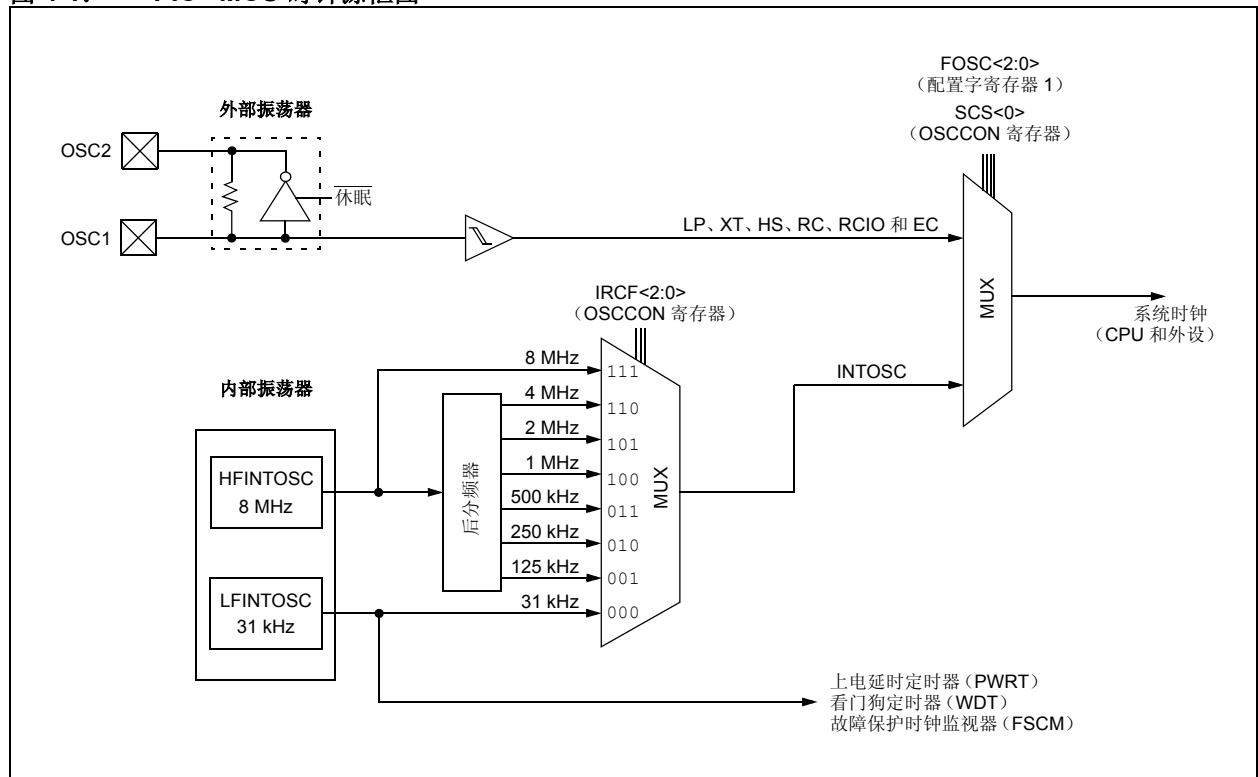 FOSC<2:0>
（配置字寄存器 1）
SCS<0>
（OSCCON 寄存器）
外部振荡器
OSC2
休眠
OSC1
LP、XT、HS、RC、RCIO 和 EC
MUX
系统时钟
（CPU 和外设）
IRCF<2:0>
（OSCCON 寄存器）
INTOSC
内部振荡器
HFINTOSC
8 MHz
LFINTOSC
31 kHz
后分频器
8 MHz
111
4 MHz
110
2 MHz
101
1 MHz
100
500 kHz
011
250 kHz
010
125 kHz
001
31 kHz
000
MUX
上电延时定时器（PWRT）
看门狗定时器（WDT）
故障保护时钟监视器（FSCM）